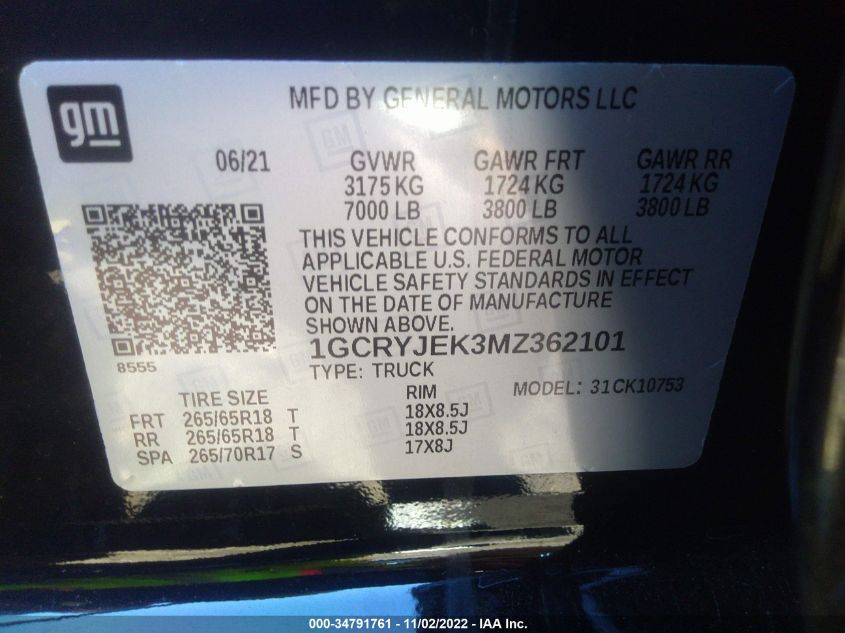 gm
MFD BY GENERAL MOTORS LLC
06/21 GVWR GAWR FRT GAWR RR
3175 KG 1724 KG 1724 KG
7000 LB 3800 LB 3800 LB
THIS VEHICLE CONFORMS TO ALL
APPLICABLE U.S. FEDERAL MOTOR
VEHICLE SAFETY STANDARDS IN EFFECT
ON THE DATE OF MANUFACTURE
SHOWN ABOVE.
1GCRYJEK3MZ362101
8555
TYPE: TRUCK
MODEL: 31CK10753
TIRE SIZE RIM
FRT 265/65R18 T 18X8.5J
RR 265/65R18 T 18X8.5J
SPA 265/70R17 S 17X8J
000-34791761 - 11/02/2022 - IAA Inc.